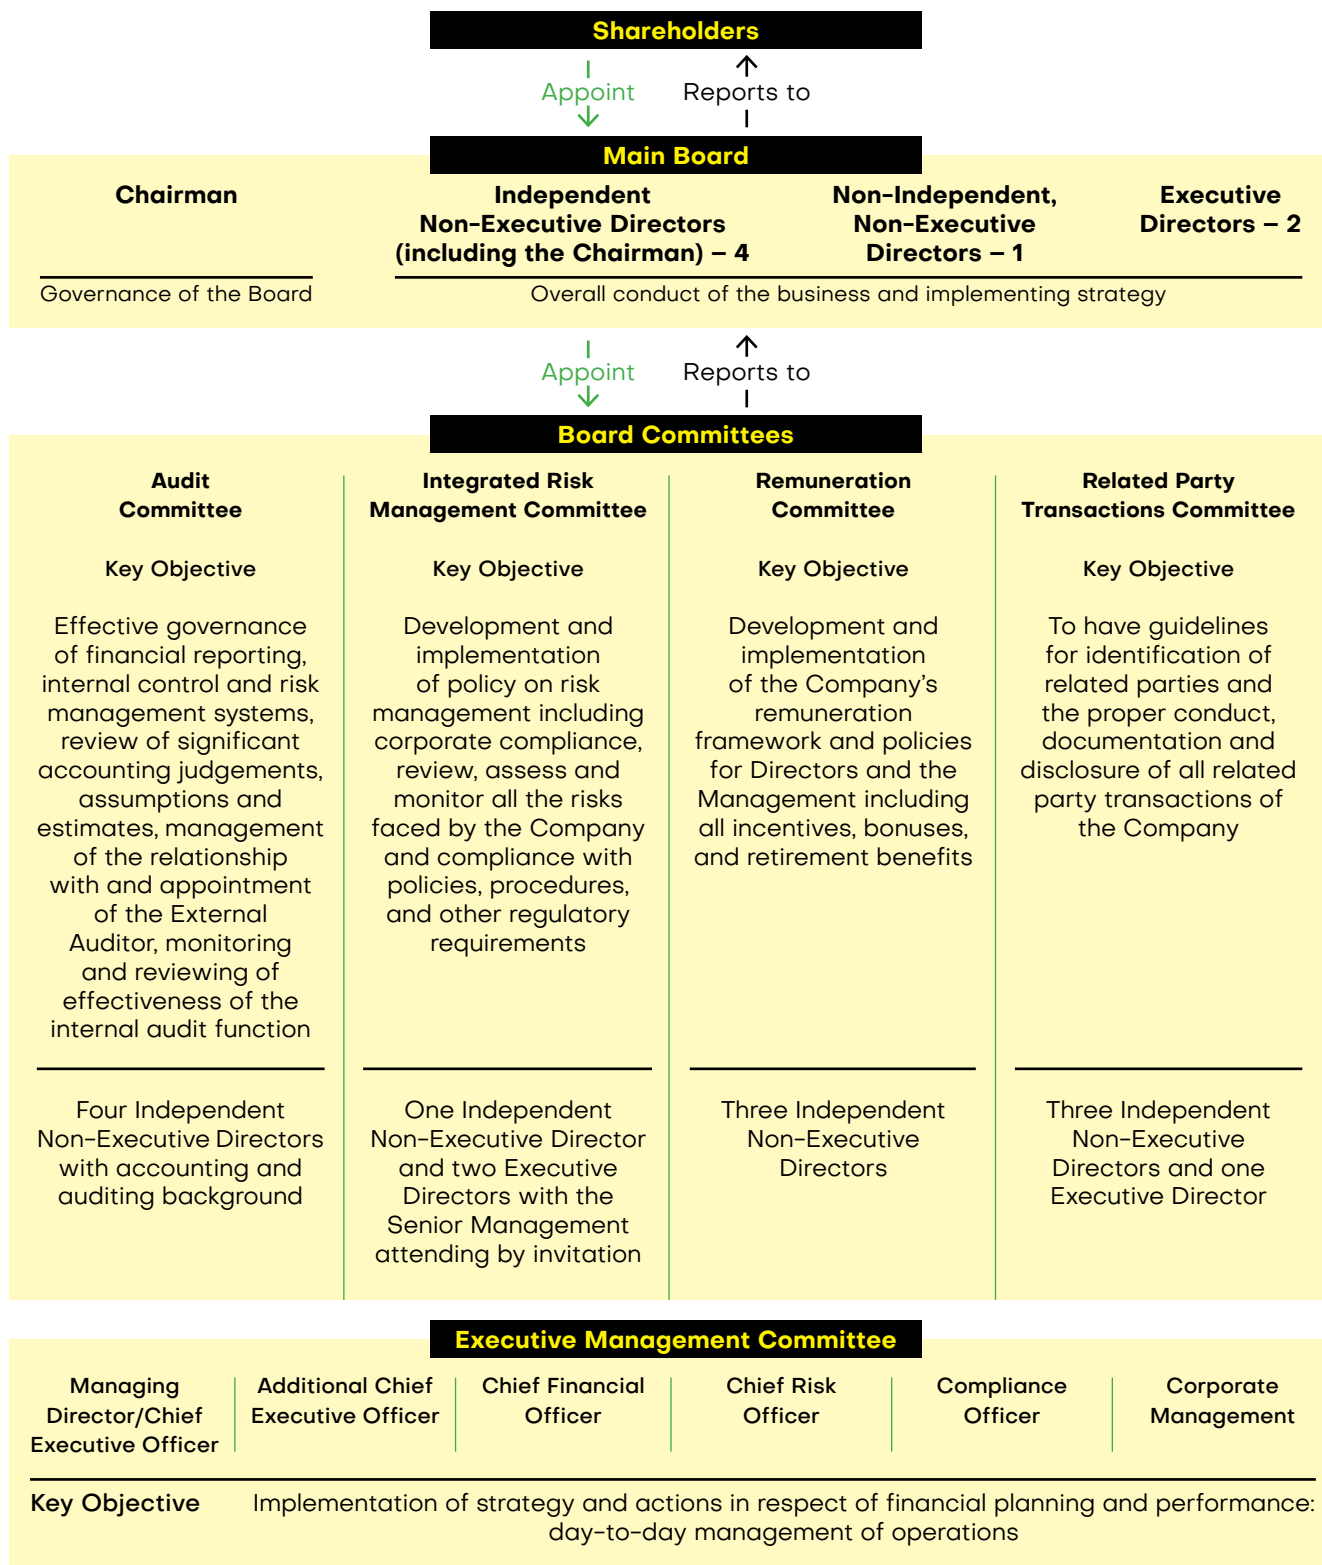 Shareholders
Appoint
Reports to
Main Board
Chairman
Governance of the Board
Independent
Non-Executive Directors
(including the Chairman) – 4
Non-Independent,
Non-Executive
Directors – 1
Executive
Directors – 2
Overall conduct of the business and implementing strategy
Appoint
Reports to
Board Committees
Audit
Committee
Key Objective
Effective governance
of financial reporting,
internal control and risk
management systems,
review of significant
accounting judgements,
assumptions and
estimates, management
of the relationship
with and appointment
of the External
Auditor, monitoring
and reviewing of
effectiveness of the
internal audit function
Four Independent
Non-Executive Directors
with accounting and
auditing background
Integrated Risk
Management Committee
Key Objective
Development and
implementation
of policy on risk
management including
corporate compliance,
review, assess and
monitor all the risks
faced by the Company
and compliance with
policies, procedures,
and other regulatory
requirements
One Independent
Non-Executive Director
and two Executive
Directors with the
Senior Management
attending by invitation
Remuneration
Committee
Key Objective
Development and
implementation
of the Company’s
remuneration
framework and policies
for Directors and the
Management including
all incentives, bonuses,
and retirement benefits
Three Independent
Non-Executive
Directors
Related Party
Transactions Committee
Key Objective
To have guidelines
for identification of
related parties and
the proper conduct,
documentation and
disclosure of all related
party transactions of
the Company
Three Independent
Non-Executive
Directors and one
Executive Director
Executive Management Committee
Managing
Director/Chief
Executive Officer
Additional Chief
Executive Officer
Chief Financial
Officer
Chief Risk
Officer
Compliance
Officer
Corporate
Management
Key Objective
Implementation of strategy and actions in respect of financial planning and performance:
day-to-day management of operations